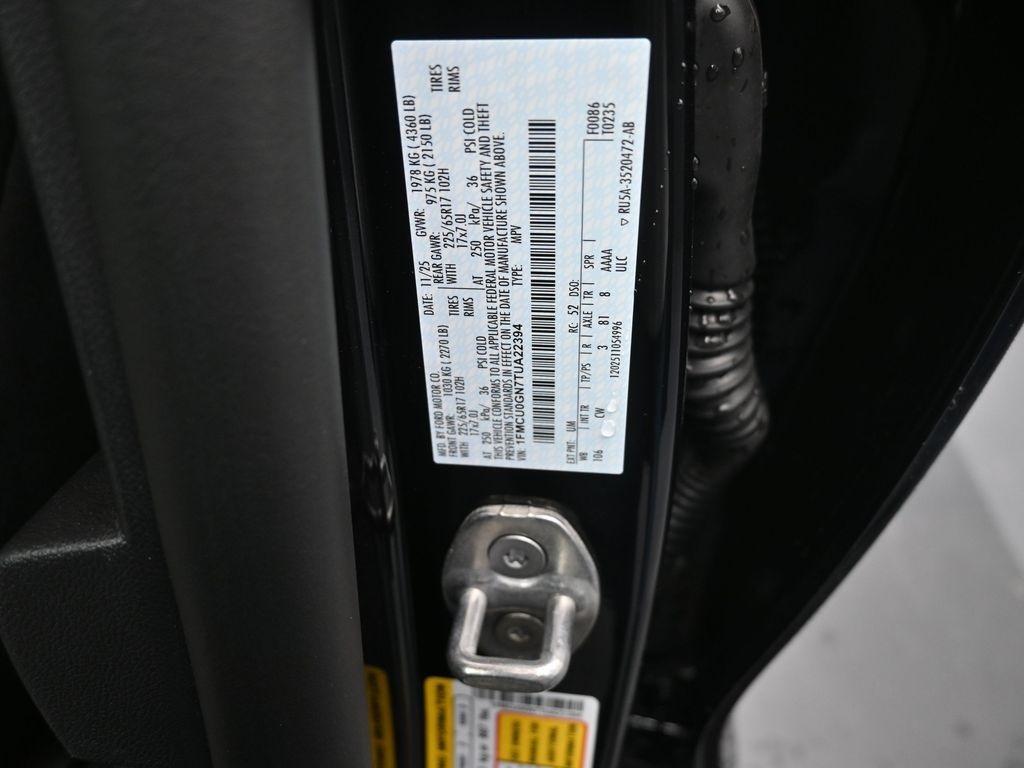 MFD. BY FORD MOTOR CO.
DATE: 11/25 GVWR: 1978 KG ( 4360 LB)
FRONT GAWR: 1030 KG ( 2270 LB) REAR GAWR: 975 KG ( 2150 LB)
WITH 225/65R17 102H TIRES WITH 225/65R17 102H TIRES
17x7.0J RIMS 17x7.0J RIMS
AT 250 kPa/ 36 PSI COLD AT 250 kPa/ 36 PSI COLD
THIS VEHICLE CONFORMS TO ALL APPLICABLE FEDERAL MOTOR VEHICLE SAFETY AND THEFT
PREVENTION STANDARDS IN EFFECT ON THE DATE OF MANUFACTURE SHOWN ABOVE.
VIN: 1FMCU0GN7TUA22394 TYPE: MPV
EXT PNT: UM RC: 52 DSO: F0086
WB INT TR TP/PS R AXLE TR SPR T0235
106 CW 3 81 8 AAAA
ULC
1202511054996 RU5A-3520472-AB